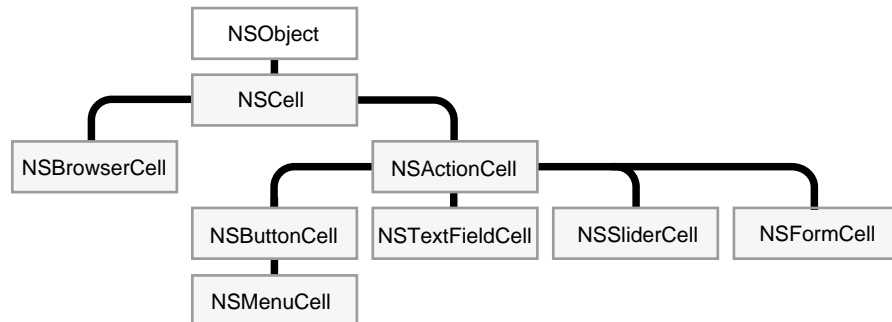 NSObject
NSCell
NSBrowserCell
NSActionCell
NSButtonCell
NSTextFieldCell
NSSliderCell
NSFormCell
NSMenuCell